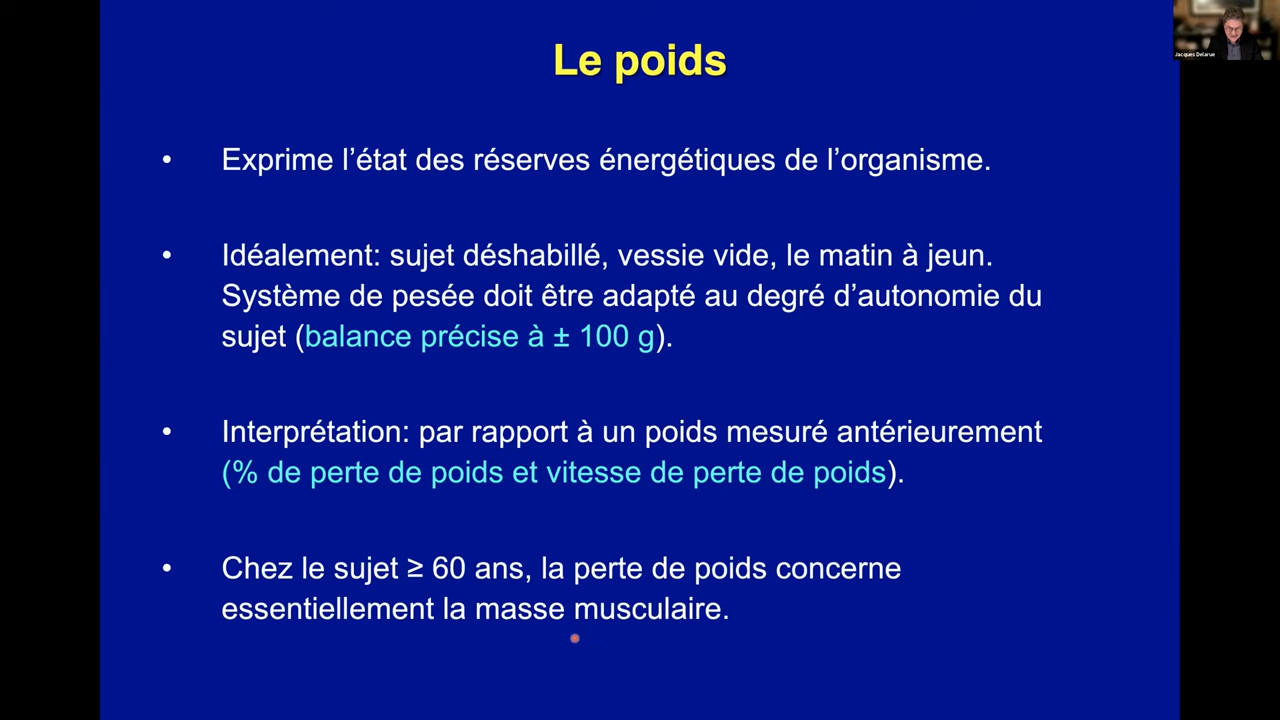 Le poids
Jacques Delarue
• Exprime l’état des réserves énergétiques de l’organisme.
• Idéalement: sujet déshabillé, vessie vide, le matin à jeun.
Système de pesée doit être adapté au degré d’autonomie du
sujet (balance précise à ± 100 g).
• Interprétation: par rapport à un poids mesuré antérieurement
(% de perte de poids et vitesse de perte de poids).
• Chez le sujet ≥ 60 ans, la perte de poids concerne
essentiellement la masse musculaire.